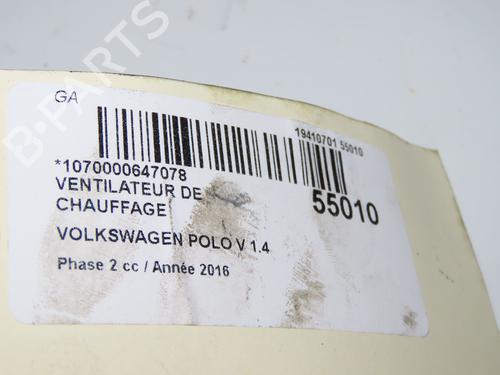 B-PARTS
GA
19410701 55010
*1070000647078
VENTILATEUR DE
CHAUFFAGE
55010
VOLKSWAGEN POLO V 1.4
Phase 2 cc / Année 2016